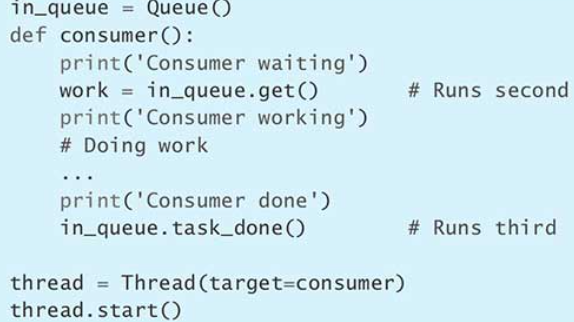 in_queue = Queue()
def consumer():
    print('Consumer waiting')
    work = in_queue.get()        # Runs second
    print('Consumer working')
    # Doing work
    ...
    print('Consumer done')
    in_queue.task_done()         # Runs third

thread = Thread(target=consumer)
thread.start()